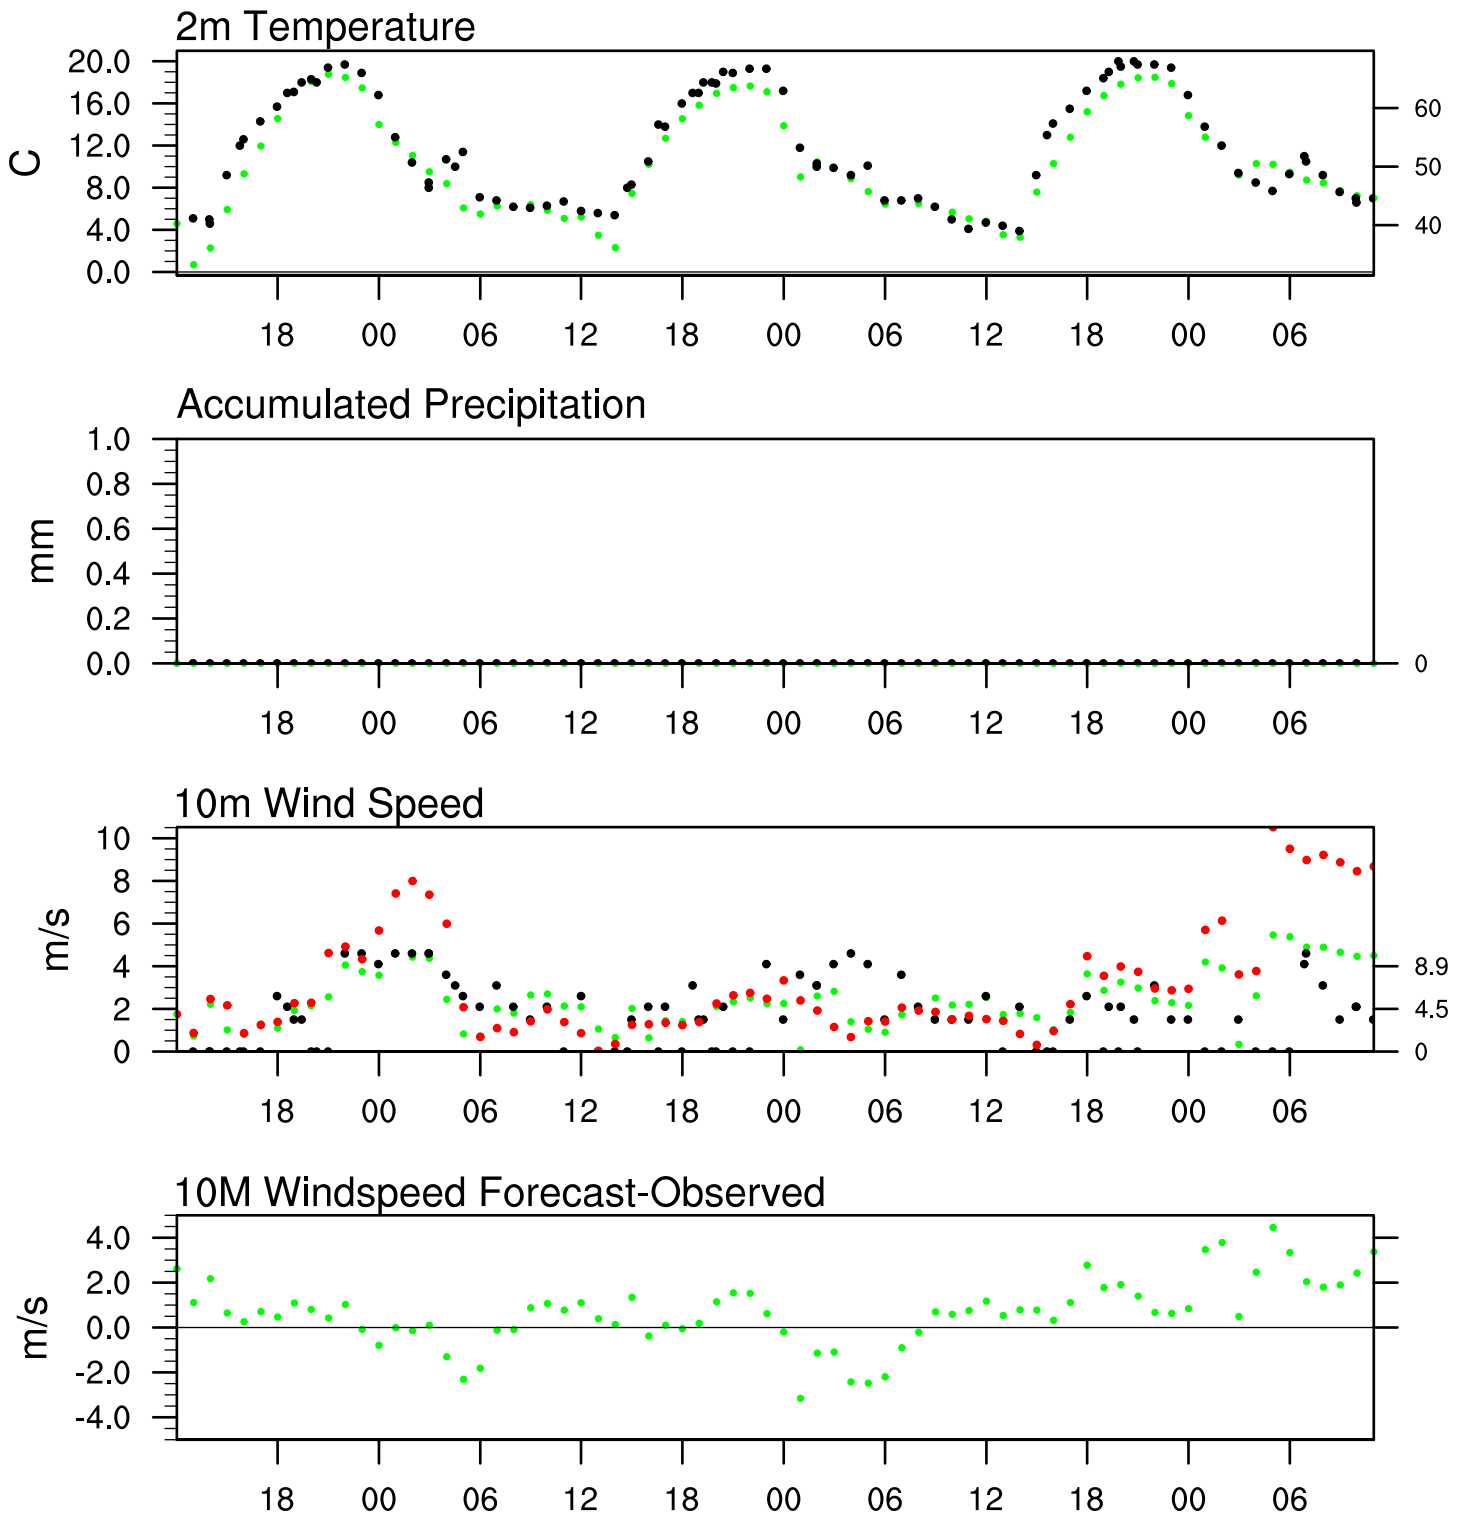 2m Temperature
20.0
16.0
12.0
8.0
4.0
0.0
C
60
50
40
18 00 06 12 18 00 06 12 18 00 06
Accumulated Precipitation
1.0
0.8
0.6
0.4
0.2
0.0
mm
0
18 00 06 12 18 00 06 12 18 00 06
10m Wind Speed
10
8
6
4
2
0
m/s
8.9
4.5
0
18 00 06 12 18 00 06 12 18 00 06
10M Windspeed Forecast-Observed
4.0
2.0
0.0
-2.0
-4.0
m/s
18 00 06 12 18 00 06 12 18 00 06